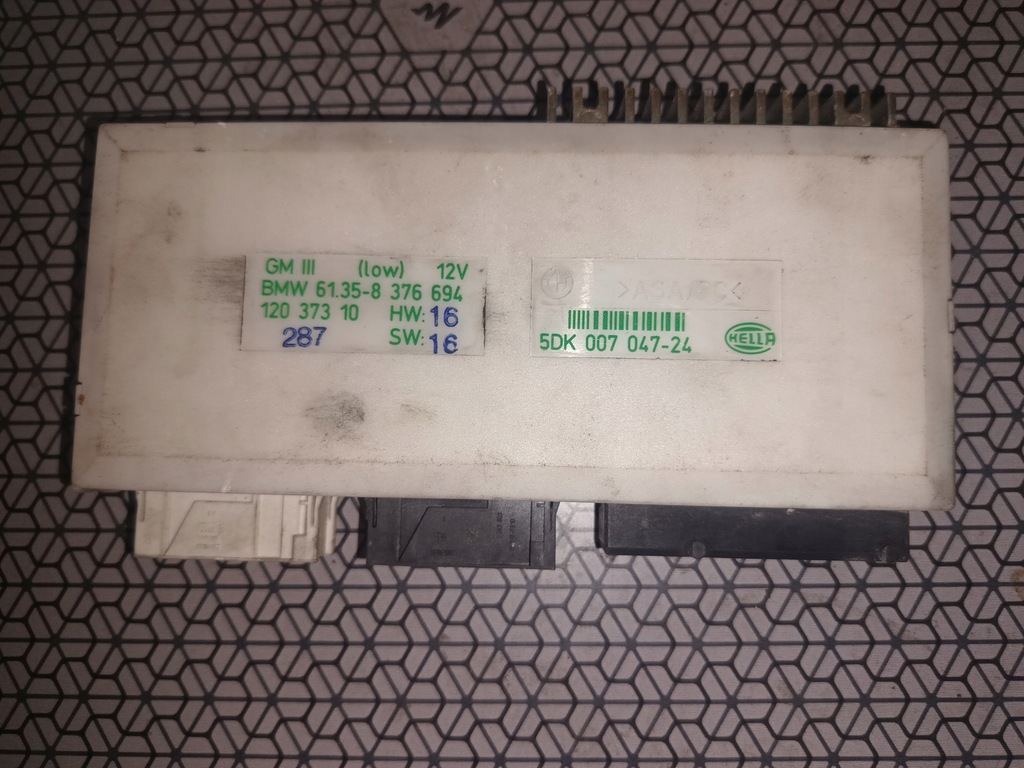 GM III (low) 12V
BMW 61.35-8 376 694
120 373 10 HW: 16
287 SW: 16
>ASA/PC<
5DK 007 047-24
HELLA